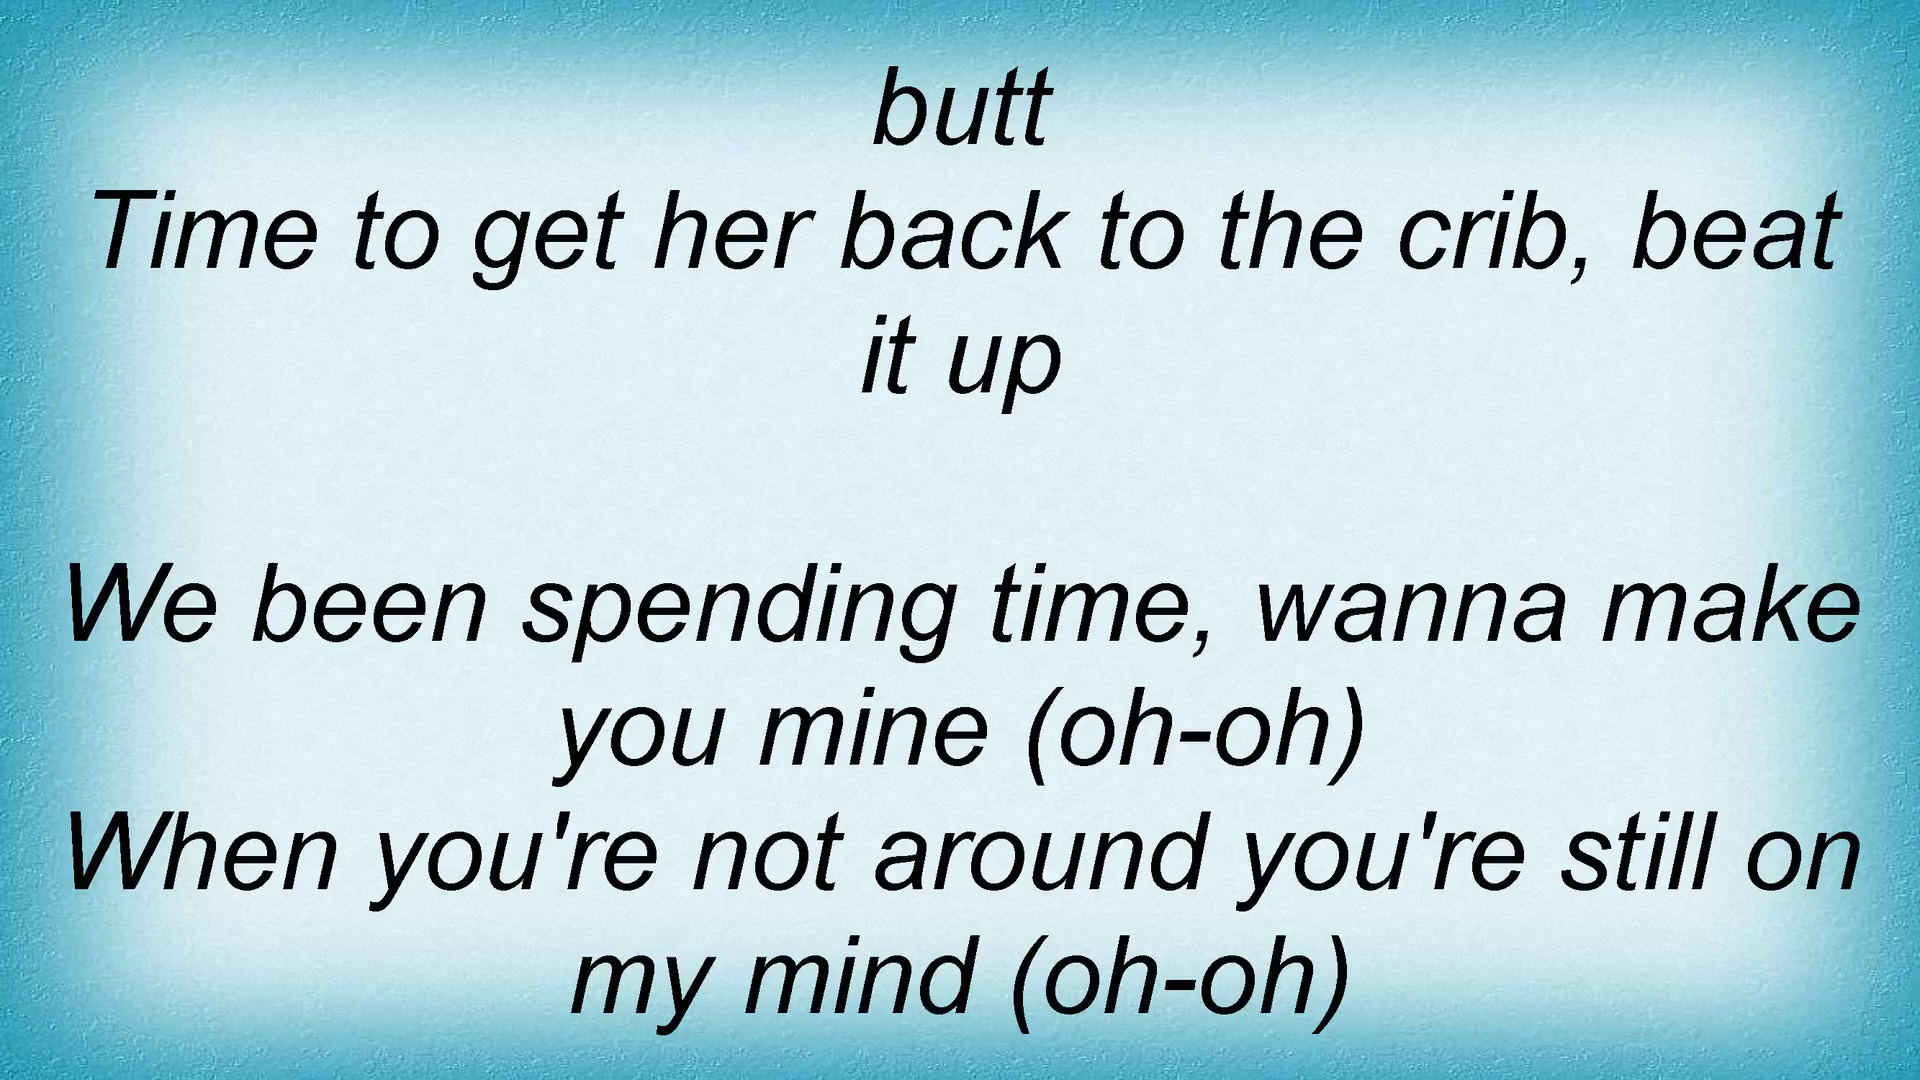 butt
Time to get her back to the crib, beat
it up
We been spending time, wanna make
you mine (oh-oh)
When you're not around you're still on
my mind (oh-oh)